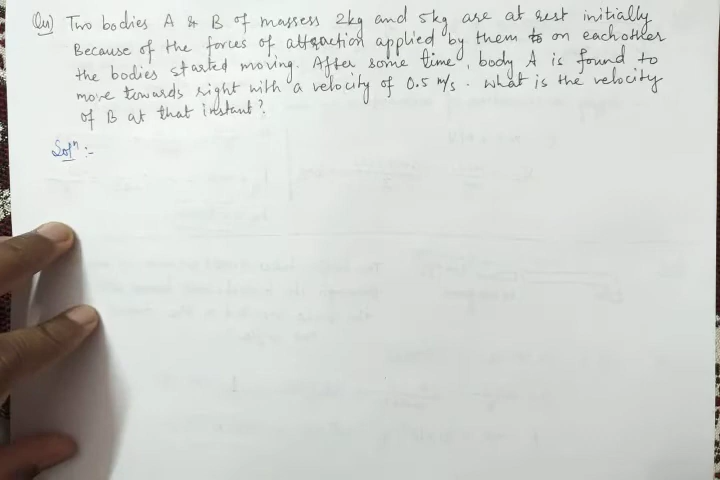 Qn) Two bodies A & B of massess 2kg and 5kg are at rest initially
Because of the forces of attraction applied by them to on eachother
the bodies started moving. After some time, body A is found to
move towards right with a velocity of 0.5 m/s. What is the velocity
of B at that instant?
Solⁿ :-